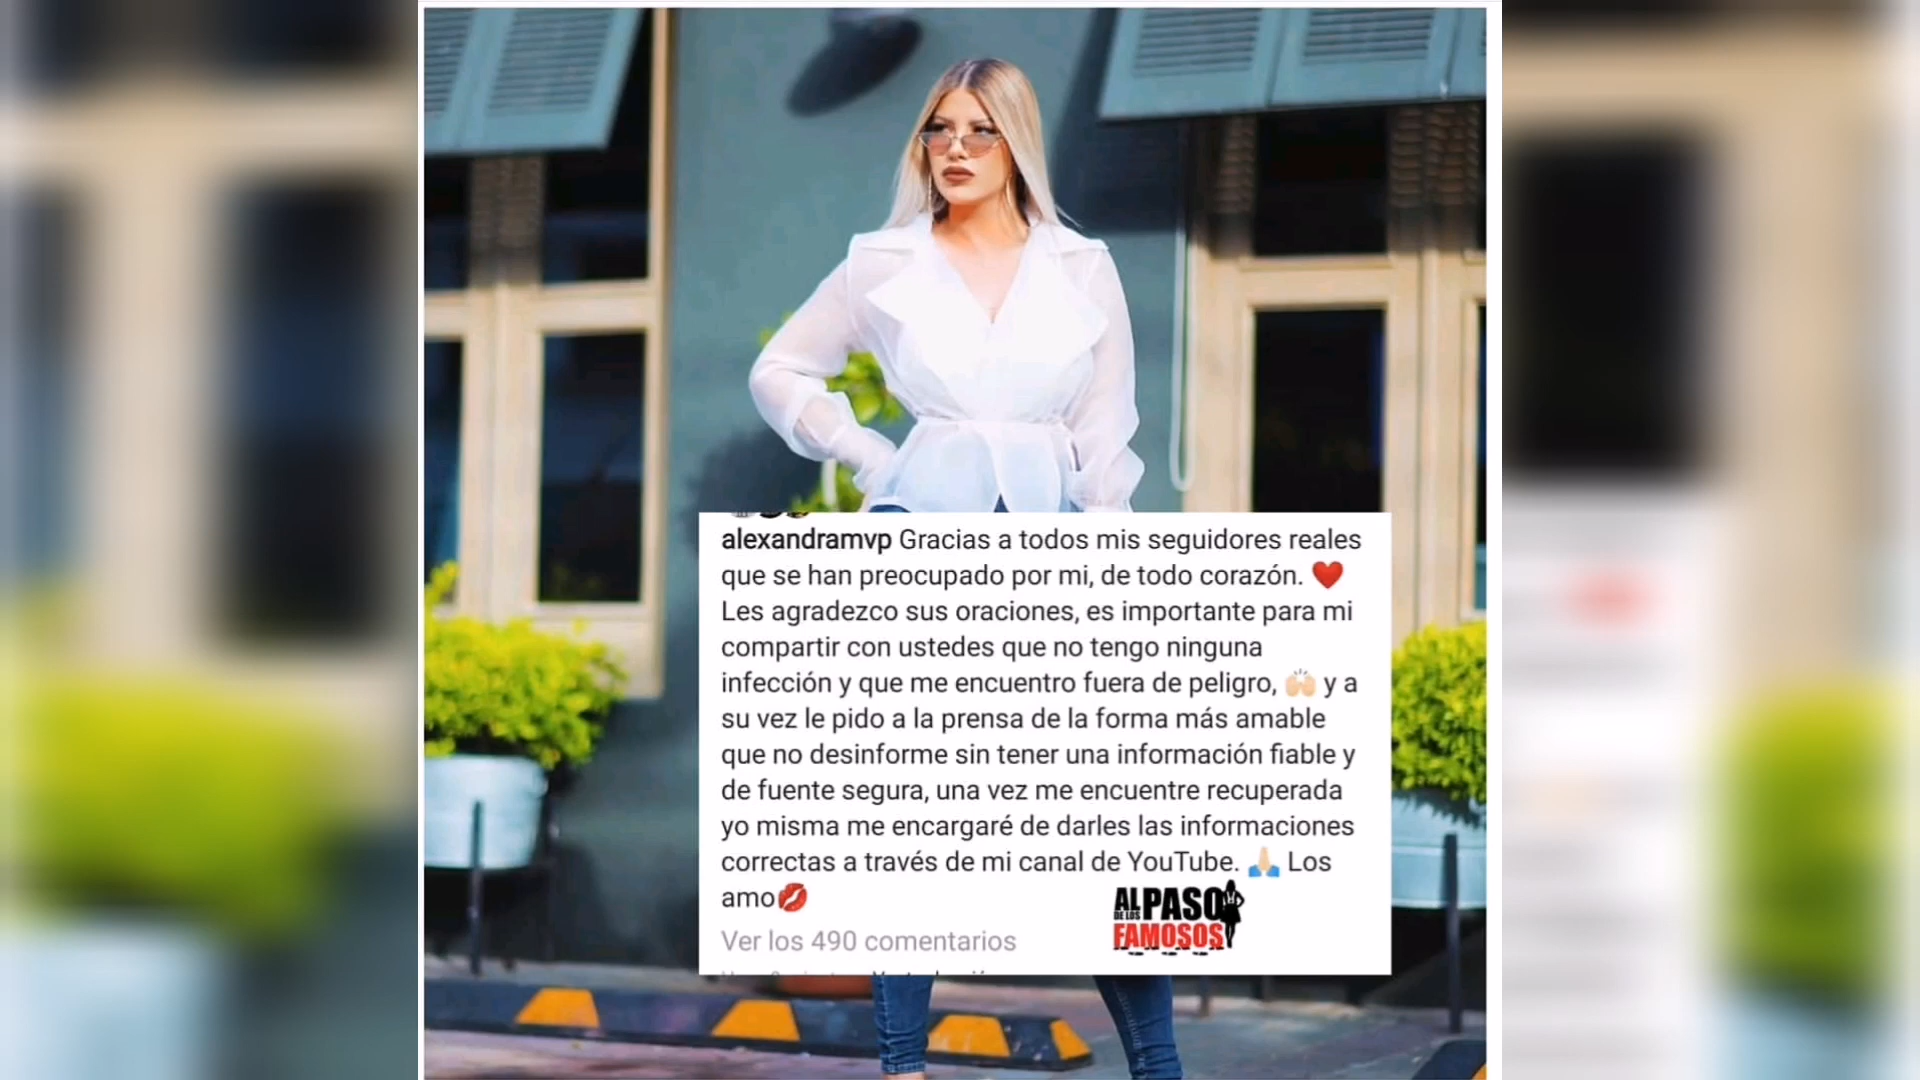 alexandramvp Gracias a todos mis seguidores reales
que se han preocupado por mi, de todo corazón. ❤️
Les agradezco sus oraciones, es importante para mi
compartir con ustedes que no tengo ninguna
infección y que me encuentro fuera de peligro, 🙌🏻 y a
su vez le pido a la prensa de la forma más amable
que no desinforme sin tener una información fiable y
de fuente segura, una vez me encuentre recuperada
yo misma me encargaré de darles las informaciones
correctas a través de mi canal de YouTube. 🙏🏻 Los
amo💋
Ver los 490 comentarios
AL PASO
DE LOS
FAMOSOS